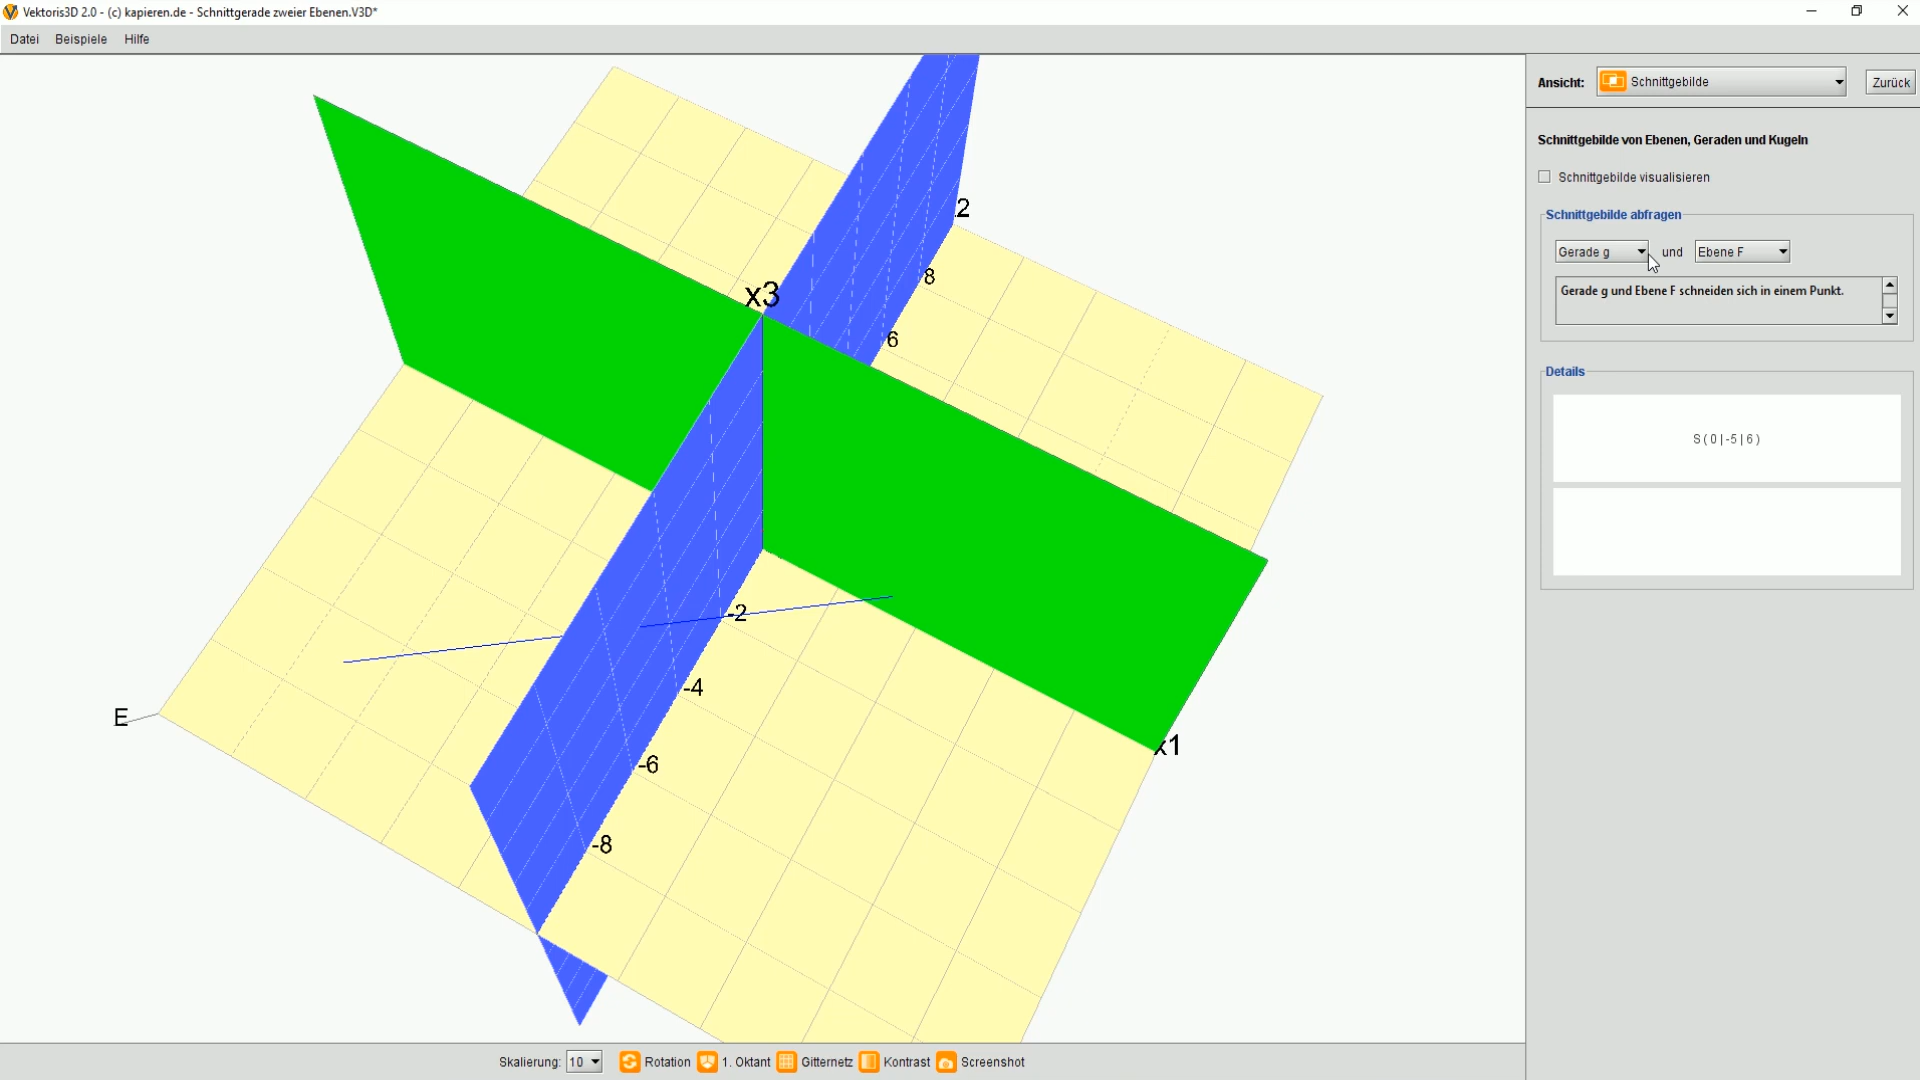 Vektoris3D 2.0 - (c) kapieren.de - Schnittgerade zweier Ebenen.V3D*
Datei Beispiele Hilfe
Ansicht: Schnittgebilde Zurück
Schnittgebilde von Ebenen, Geraden und Kugeln
Schnittgebilde visualisieren
Schnittgebilde abfragen
Gerade g und Ebene F
Gerade g und Ebene F schneiden sich in einem Punkt.
Details
S ( 0 | -5 | 6 )
2
8
x3
6
-2
-4
E
x1
-6
-8
Skalierung: 10 Rotation 1. Oktant Gitternetz Kontrast Screenshot